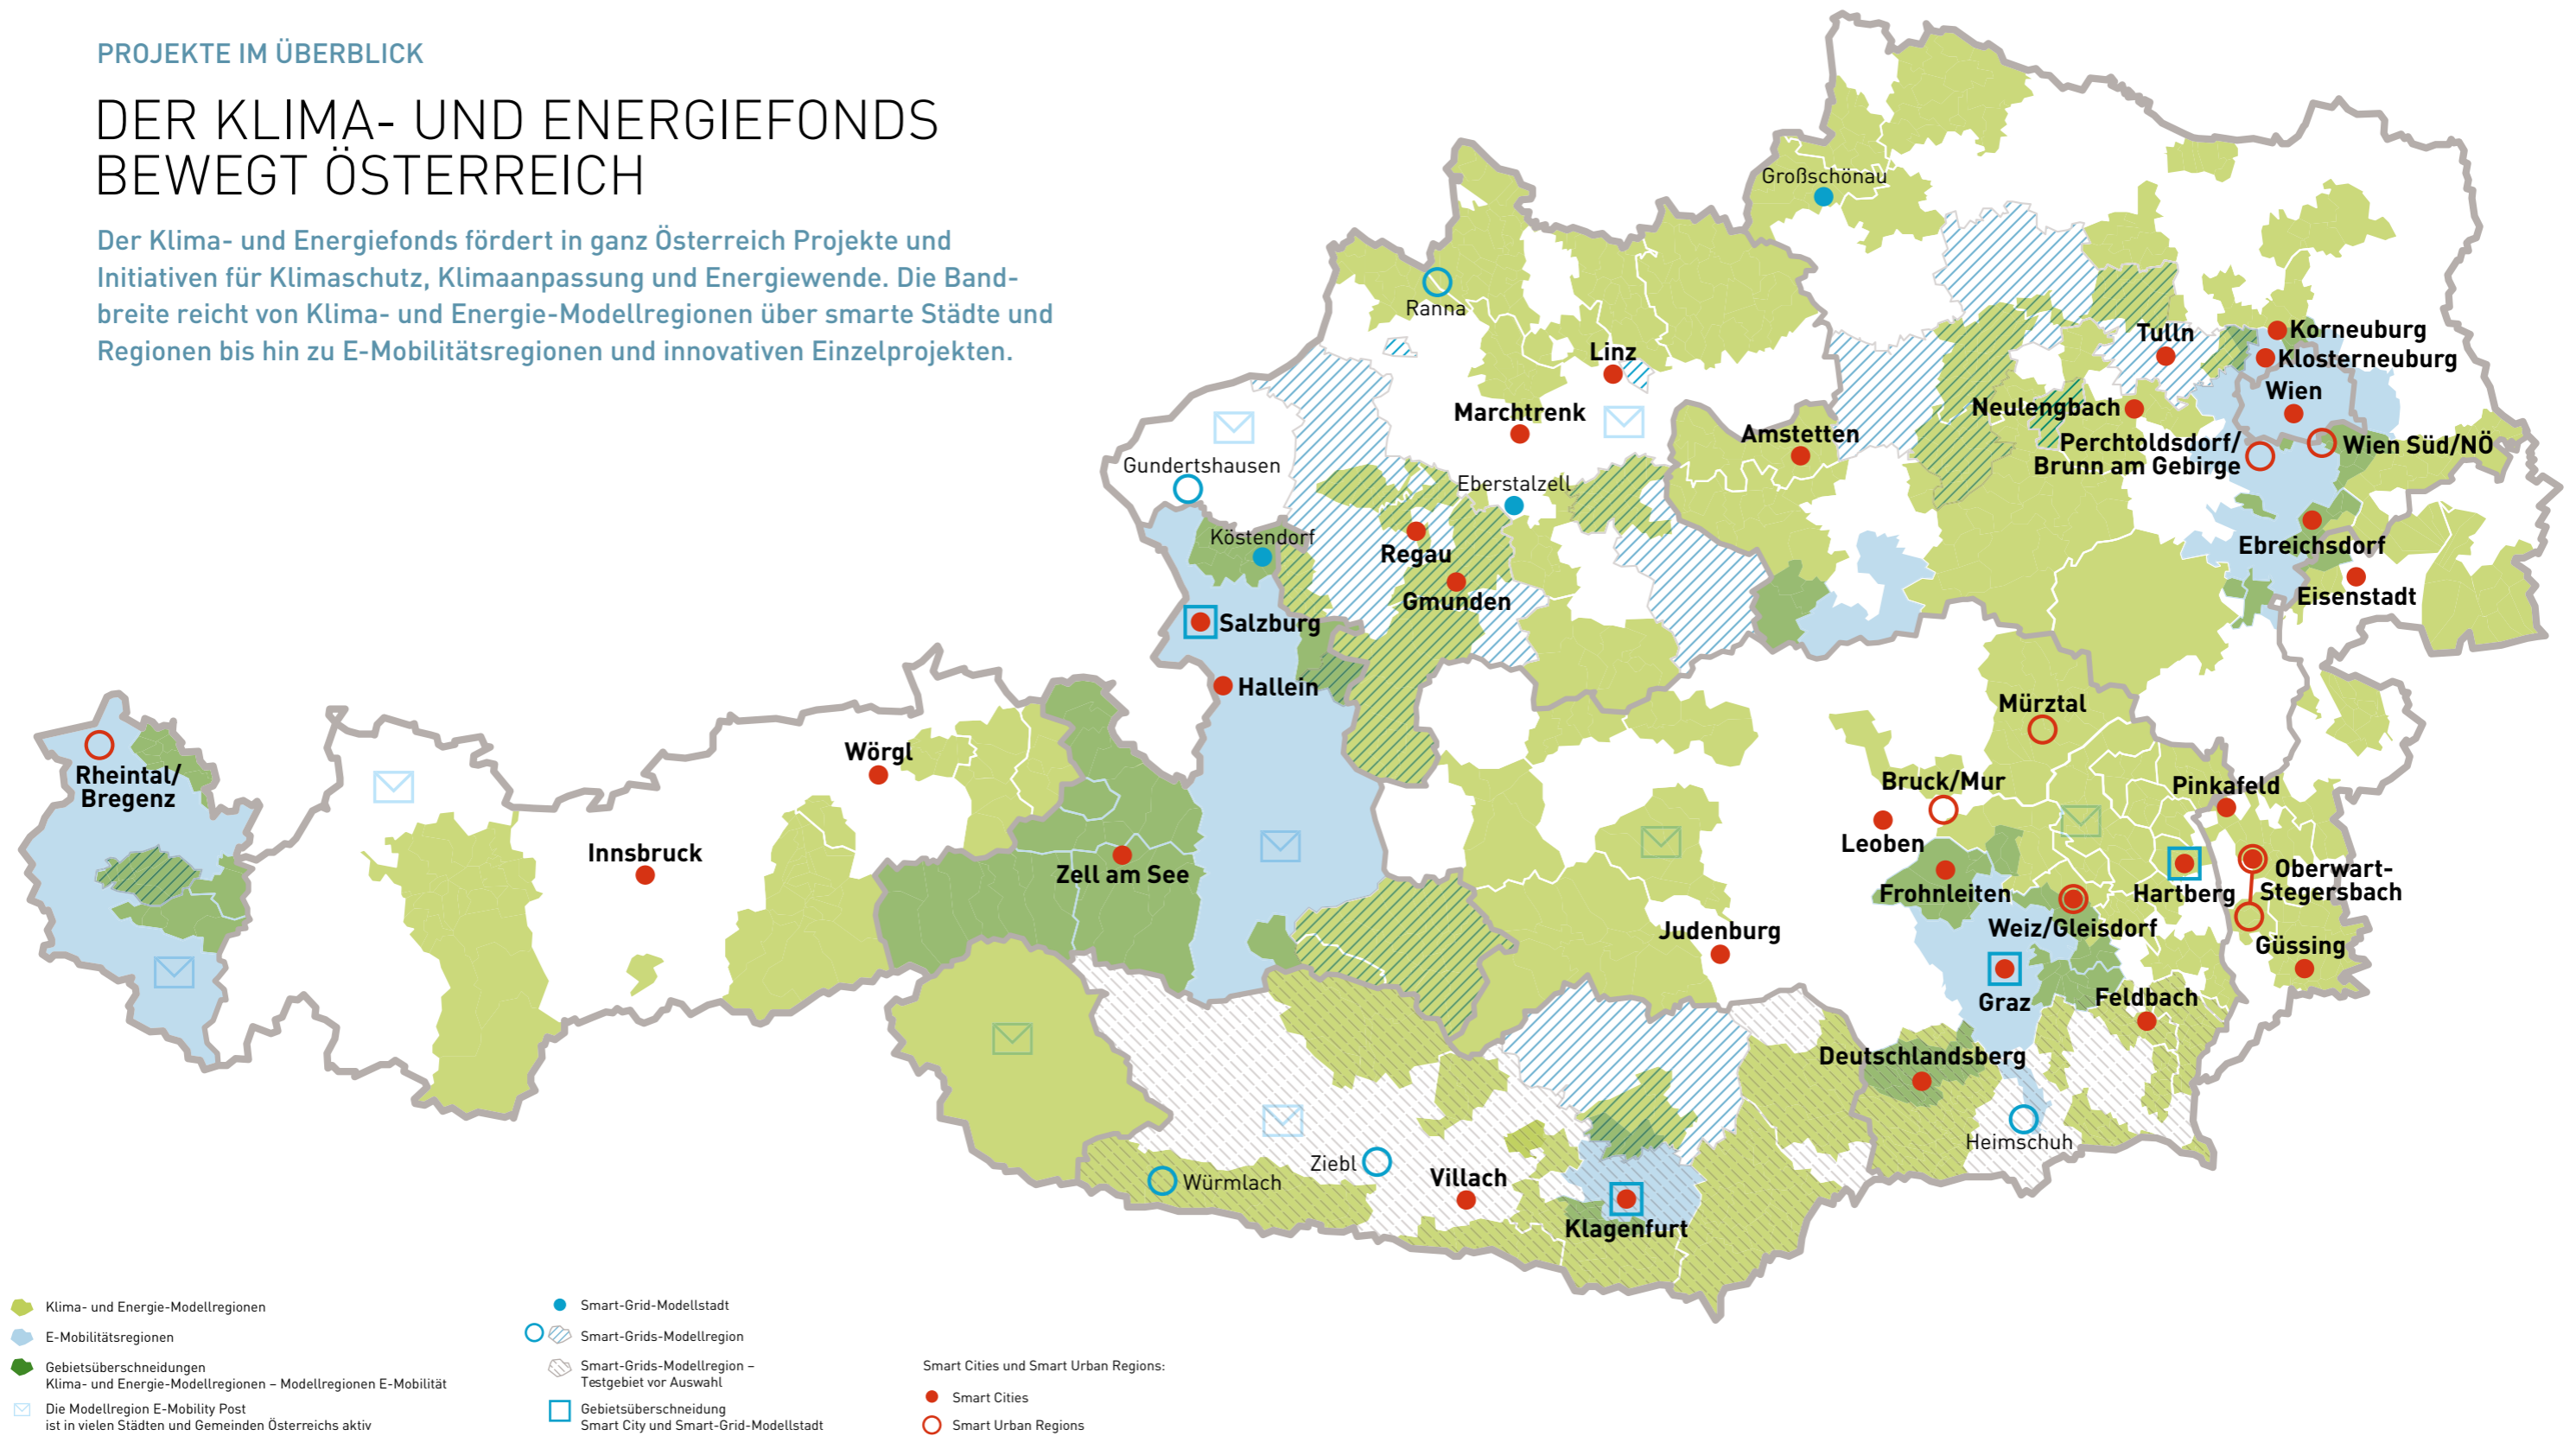 PROJEKTE IM ÜBERBLICK
DER KLIMA- UND ENERGIEFONDS
BEWEGT ÖSTERREICH
Der Klima- und Energiefonds fördert in ganz Österreich Projekte und
Initiativen für Klimaschutz, Klimaanpassung und Energiewende. Die Band-
breite reicht von Klima- und Energie-Modellregionen über smarte Städte und
Regionen bis hin zu E-Mobilitätsregionen und innovativen Einzelprojekten.
Großschönau
Ranna
Tulln
Korneuburg
Klosterneuburg
Linz
Wien
Marchtrenk
Neulengbach
Amstetten
Perchtoldsdorf/
Brunn am Gebirge
Wien Süd/NÖ
Gundertshausen
Eberstalzell
Köstendorf
Regau
Ebreichsdorf
Gmunden
Eisenstadt
Salzburg
Hallein
Mürztal
Wörgl
Rheintal/
Bregenz
Bruck/Mur
Pinkafeld
Leoben
Innsbruck
Zell am See
Frohnleiten
Hartberg
Oberwart-
Stegersbach
Weiz/Gleisdorf
Judenburg
Güssing
Graz
Feldbach
Deutschlandsberg
Heimschuh
Ziebl
Würmlach
Villach
Klagenfurt
Klima- und Energie-Modellregionen
E-Mobilitätsregionen
Gebietsüberschneidungen
Klima- und Energie-Modellregionen – Modellregionen E-Mobilität
Die Modellregion E-Mobility Post
ist in vielen Städten und Gemeinden Österreichs aktiv
Smart-Grid-Modellstadt
Smart-Grids-Modellregion
Smart-Grids-Modellregion –
Testgebiet vor Auswahl
Gebietsüberschneidung
Smart City und Smart-Grid-Modellstadt
Smart Cities und Smart Urban Regions:
Smart Cities
Smart Urban Regions